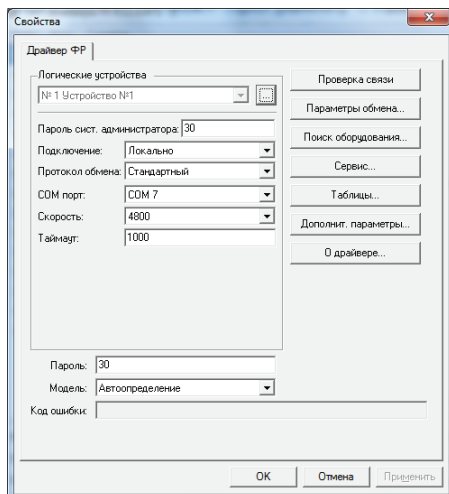 Свойства
Драйвер ФР
Логические устройства
№ 1 Устройство №1
...
Пароль сист. администратора: 30
Подключение: Локально
Протокол обмена: Стандартный
COM порт: COM 7
Скорость: 4800
Таймаут: 1000
Проверка связи
Параметры обмена...
Поиск оборудования...
Сервис...
Таблицы...
Дополнит. параметры...
О драйвере...
Пароль: 30
Модель: Автоопределение
Код ошибки:
OK
Отмена
Применить